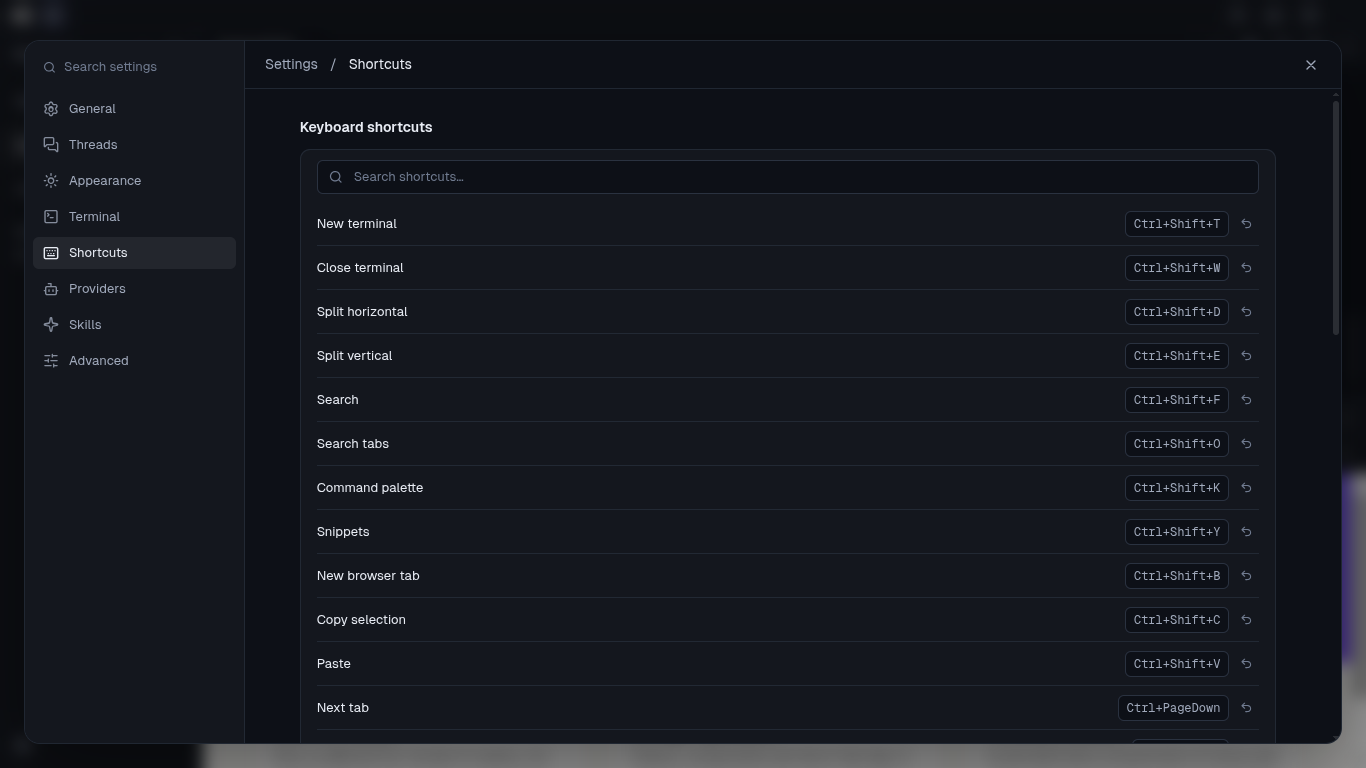 Search settings
General
Threads
Appearance
Terminal
Shortcuts
Providers
Skills
Advanced
Settings / Shortcuts
Keyboard shortcuts
Search shortcuts…
New terminal Ctrl+Shift+T
Close terminal Ctrl+Shift+W
Split horizontal Ctrl+Shift+D
Split vertical Ctrl+Shift+E
Search Ctrl+Shift+F
Search tabs Ctrl+Shift+O
Command palette Ctrl+Shift+K
Snippets Ctrl+Shift+Y
New browser tab Ctrl+Shift+B
Copy selection Ctrl+Shift+C
Paste Ctrl+Shift+V
Next tab Ctrl+PageDown